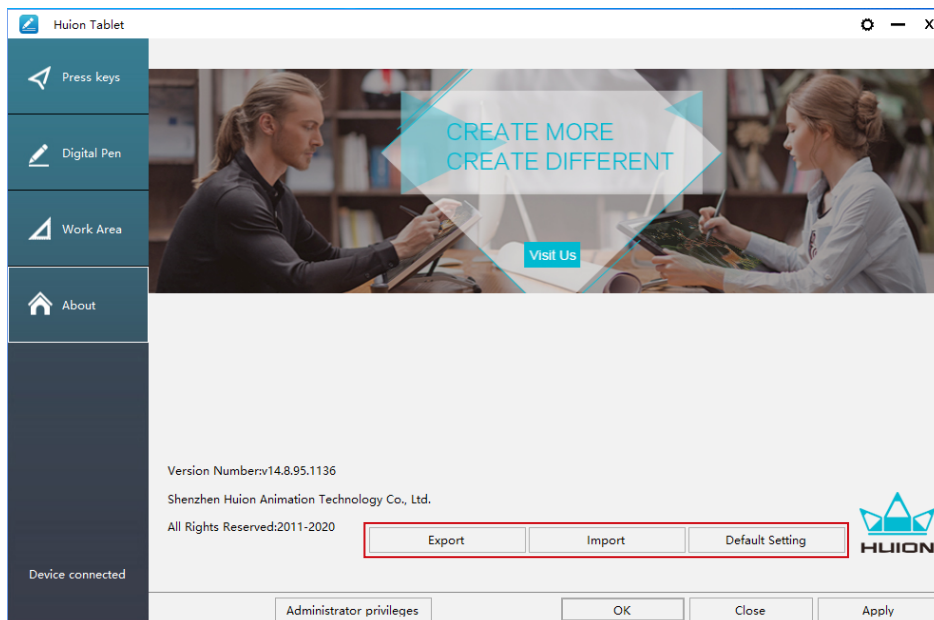 Huion Tablet
X
Press keys
Digital Pen
Work Area
About
CREATE MORE
CREATE DIFFERENT
Visit Us
Version Number:v14.8.95.1136
Shenzhen Huion Animation Technology Co., Ltd.
All Rights Reserved:2011-2020
Export Import Default Setting
HUION
Device connected
Administrator privileges OK Close Apply